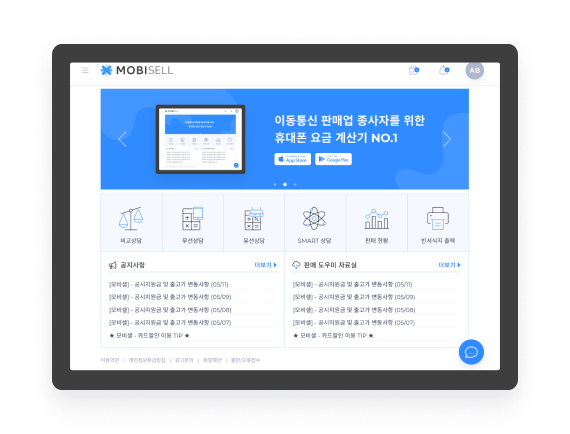 MOBISELL
AB
이동통신 판매업 종사자를 위한
휴대폰 요금 계산기 NO.1
App Store
Google Play
비교상담
무선상담
유선상담
SMART 상담
판매 현황
빈서식지 출력
공지사항
더보기
[모비셀] - 공시지원금 및 출고가 변동사항 (05/11)
[모비셀] - 공시지원금 및 출고가 변동사항 (05/09)
[모비셀] - 공시지원금 및 출고가 변동사항 (05/08)
[모비셀] - 공시지원금 및 출고가 변동사항 (05/07)
★ 모비셀 - 카드할인 이용 TIP ★
판매 도우미 자료실
더보기
[모비셀] - 공시지원금 및 출고가 변동사항 (05/11)
[모비셀] - 공시지원금 및 출고가 변동사항 (05/09)
[모비셀] - 공시지원금 및 출고가 변동사항 (05/08)
[모비셀] - 공시지원금 및 출고가 변동사항 (05/07)
★ 모비셀 - 카드할인 이용 TIP ★
이용약관 | 개인정보취급방침 | 광고문의 | 제휴제안 | 불편/오류접수